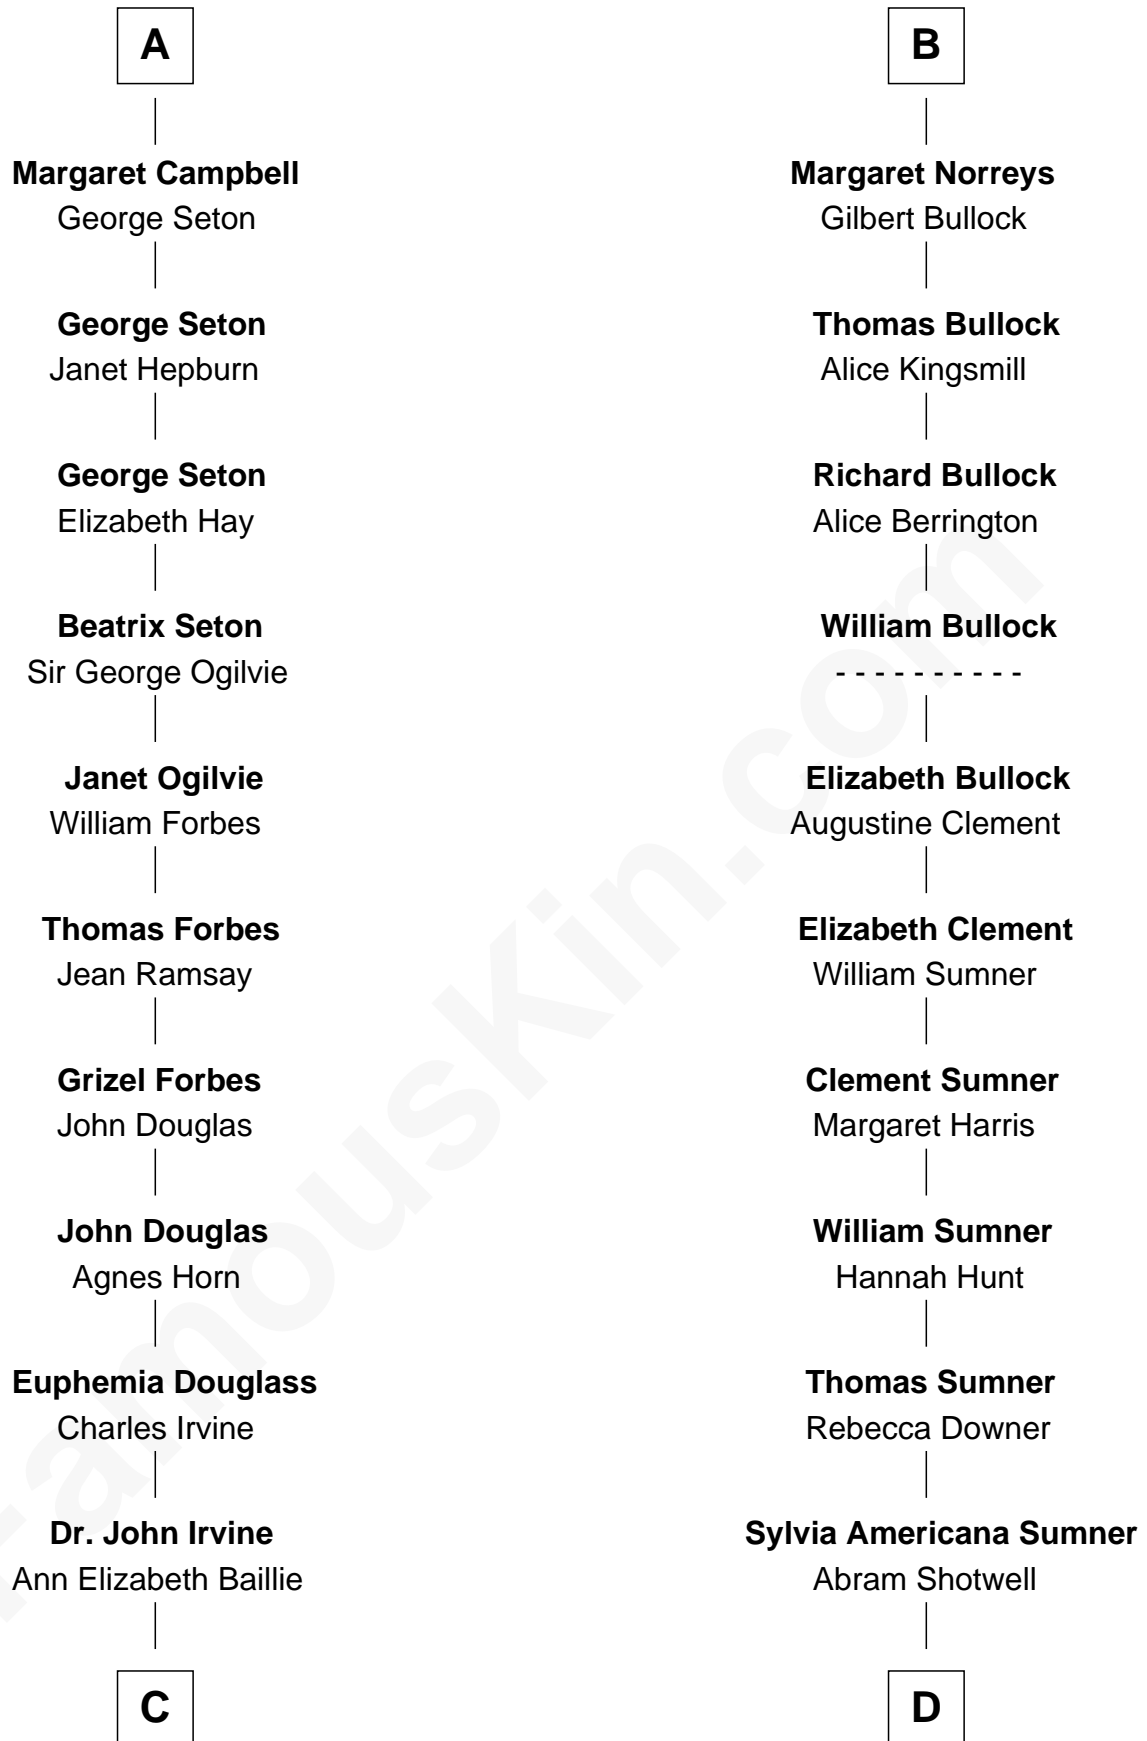 A
Margaret Campbell
George Seton
George Seton
Janet Hepburn
George Seton
Elizabeth Hay
Beatrix Seton
Sir George Ogilvie
Janet Ogilvie
William Forbes
Thomas Forbes
Jean Ramsay
Grizel Forbes
John Douglas
John Douglas
Agnes Horn
Euphemia Douglass
Charles Irvine
Dr. John Irvine
Ann Elizabeth Baillie
C
B
Margaret Norreys
Gilbert Bullock
Thomas Bullock
Alice Kingsmill
Richard Bullock
Alice Berrington
William Bullock
- - - - - - - - - -
Elizabeth Bullock
Augustine Clement
Elizabeth Clement
William Sumner
Clement Sumner
Margaret Harris
William Sumner
Hannah Hunt
Thomas Sumner
Rebecca Downer
Sylvia Americana Sumner
Abram Shotwell
D
FamousKin.com